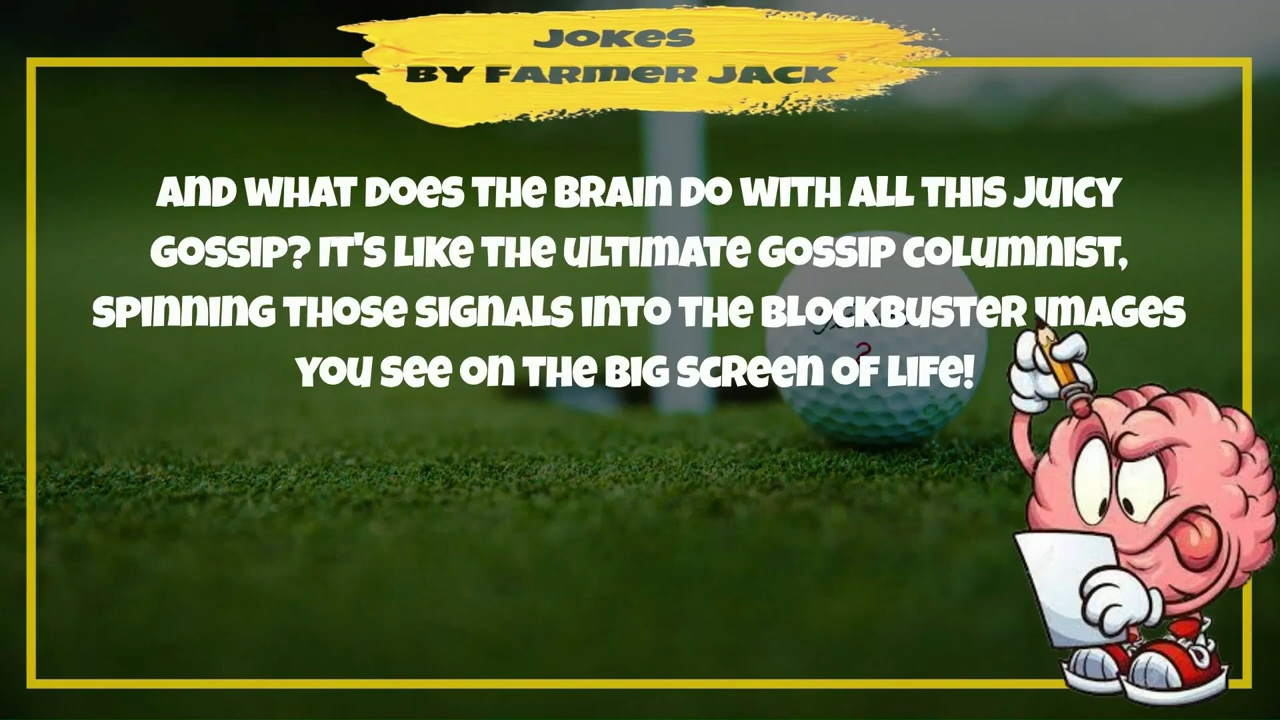 JOKES
BY FARMER JACK
AND WHAT DOES THE BRAIN DO WITH ALL THIS JUICY
GOSSIP? IT'S LIKE THE ULTIMATE GOSSIP COLUMNIST,
SPINNING THOSE SIGNALS INTO THE BLOCKBUSTER IMAGES
YOU SEE ON THE BIG SCREEN OF LIFE!